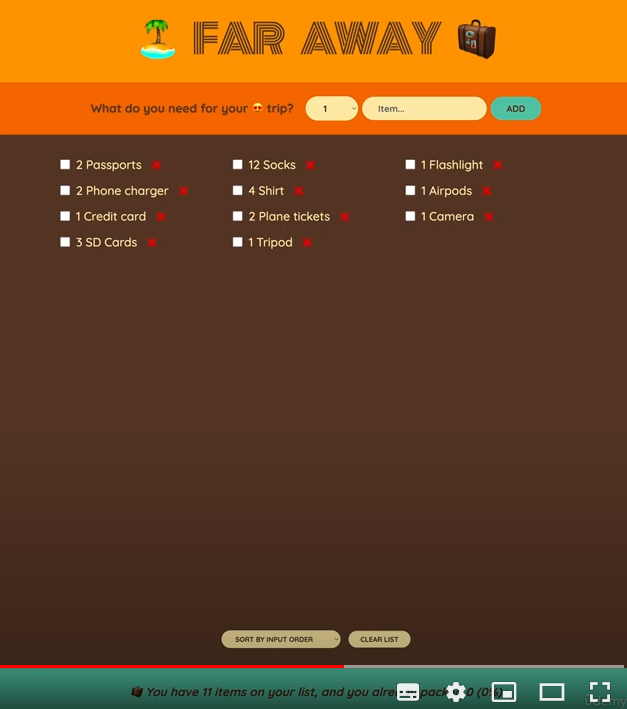 FAR AWAY
What do you need for your 😍 trip? 1 Item... ADD
2 Passports ❌ 12 Socks ❌ 1 Flashlight ❌
2 Phone charger ❌ 4 Shirt ❌ 1 Airpods ❌
1 Credit card ❌ 2 Plane tickets ❌ 1 Camera ❌
3 SD Cards ❌ 1 Tripod ❌
SORT BY INPUT ORDER CLEAR LIST
You have 11 items on your list, and you already pack 0 (0%)
Udemy